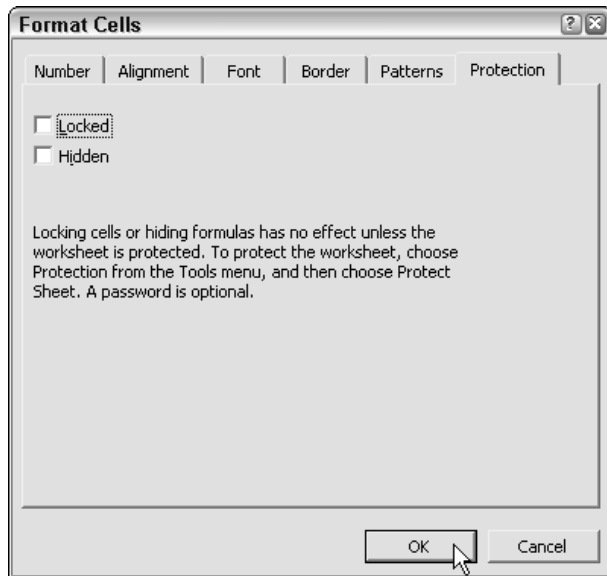 Format Cells
Number Alignment Font Border Patterns Protection
Locked
Hidden
Locking cells or hiding formulas has no effect unless the
worksheet is protected. To protect the worksheet, choose
Protection from the Tools menu, and then choose Protect
Sheet. A password is optional.
OK Cancel